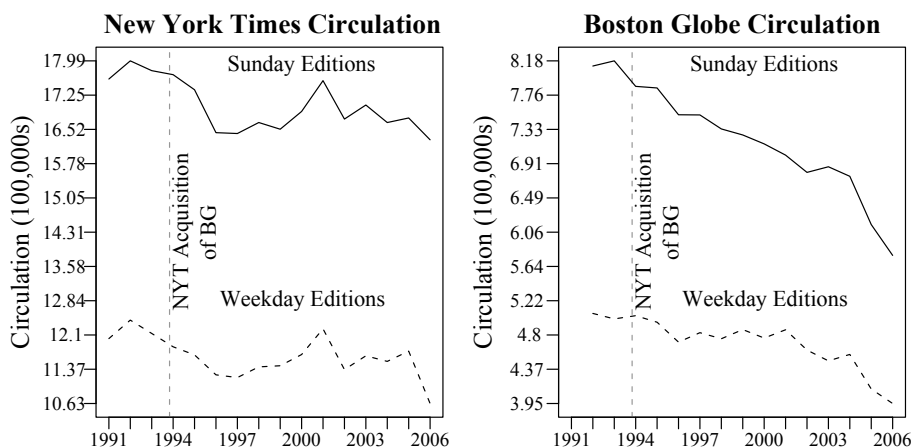 New York Times Circulation
Circulation (100,000s)
17.99
17.25
16.52
15.78
15.05
14.31
13.58
12.84
12.1
11.37
10.63
Sunday Editions
NYT Acquisition
of BG
Weekday Editions
1991 1994 1997 2000 2003 2006
Boston Globe Circulation
Circulation (100,000s)
8.18
7.76
7.33
6.91
6.49
6.06
5.64
5.22
4.8
4.37
3.95
Sunday Editions
NYT Acquisition
of BG
Weekday Editions
1991 1994 1997 2000 2003 2006